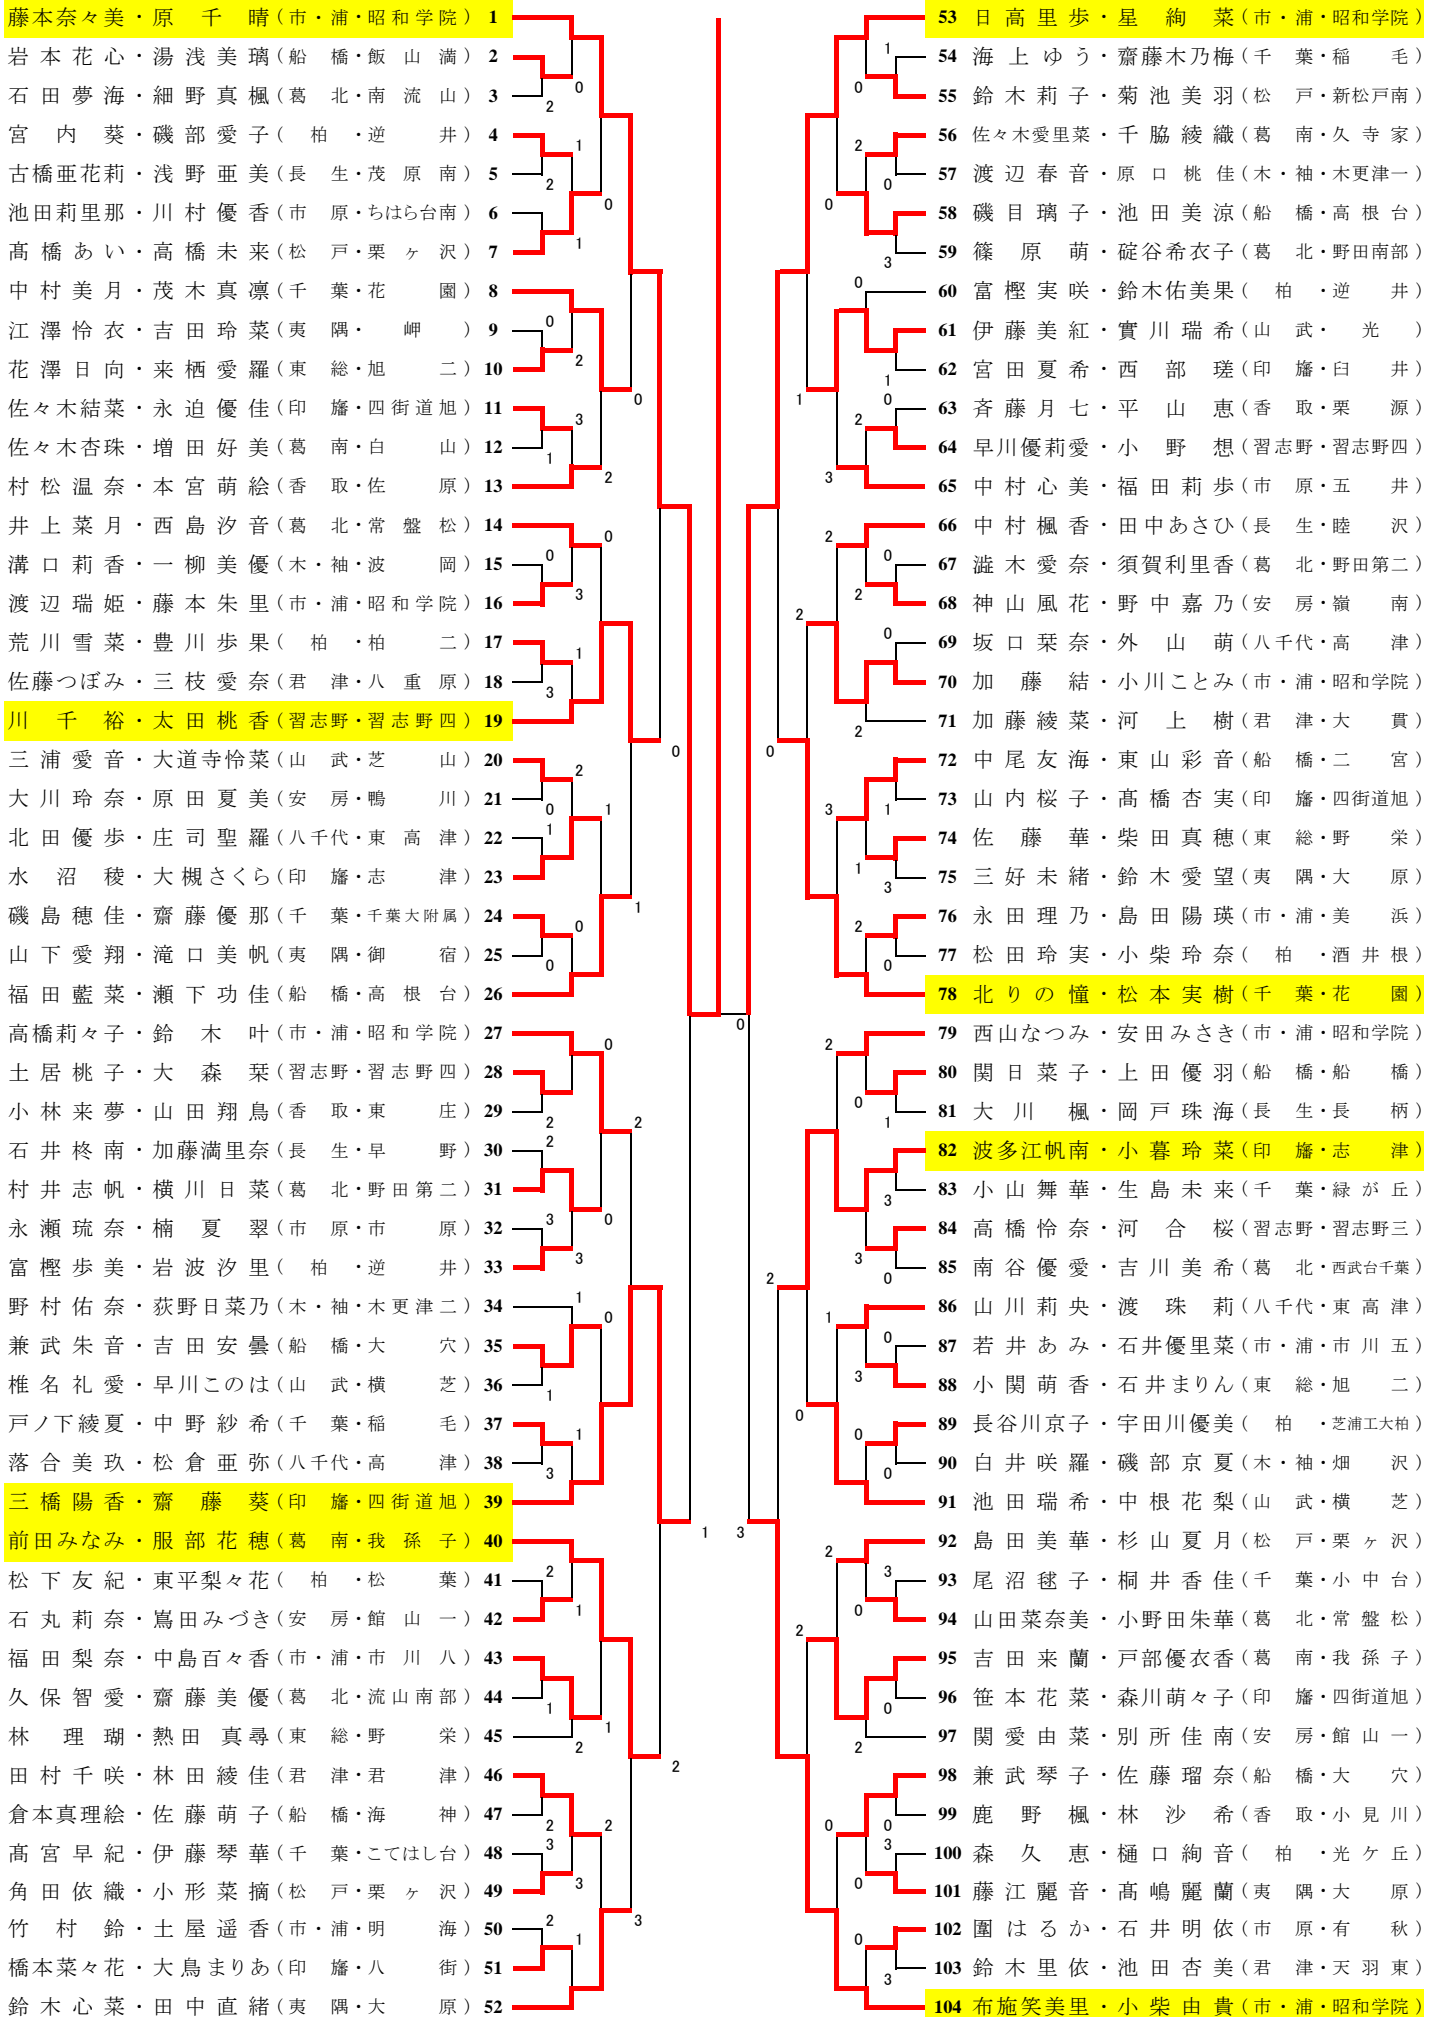 藤本奈々美・原千晴(市・浦・昭和学院) 1
岩本花心・湯浅美璃(船橋・飯山満) 2
石田夢海・細野真楓(葛北・南流山) 3
宮内葵・磯部愛子(柏・逆井) 4
古橋亜花莉・浅野亜美(長生・茂原南) 5
池田莉里那・川村優香(市原・ちはら台南) 6
髙橋あい・高橋未来(松戸・栗ヶ沢) 7
中村美月・茂木真凛(千葉・花園) 8
江澤怜衣・吉田玲菜(夷隅・岬) 9
花澤日向・来栖愛羅(東総・旭二) 10
佐々木結菜・永迫優佳(印旛・四街道旭) 11
佐々木杏珠・増田好美(葛南・白山) 12
村松温奈・本宮萌絵(香取・佐原) 13
井上菜月・西島汐音(葛北・常盤松) 14
溝口莉香・一柳美優(木・袖・波岡) 15
渡辺瑞姫・藤本朱里(市・浦・昭和学院) 16
荒川雪菜・豊川歩果(柏・柏二) 17
佐藤つぼみ・三枝愛奈(君津・八重原) 18
川千裕・太田桃香(習志野・習志野四) 19
三浦愛音・大道寺怜菜(山武・芝山) 20
大川玲奈・原田夏美(安房・鴨川) 21
北田優歩・庄司聖羅(八千代・東高津) 22
水沼稜・大槻さくら(印旛・志津) 23
磯島穂佳・齋藤優那(千葉・千葉大附属) 24
山下愛翔・滝口美帆(夷隅・御宿) 25
福田藍菜・瀬下功佳(船橋・高根台) 26
高橋莉々子・鈴木叶(市・浦・昭和学院) 27
土居桃子・大森栞(習志野・習志野四) 28
小林来夢・山田翔鳥(香取・東庄) 29
石井柊南・加藤満里奈(長生・早野) 30
村井志帆・横川日菜(葛北・野田第二) 31
永瀬琉奈・楠夏翠(市原・市原) 32
富樫歩美・岩波汐里(柏・逆井) 33
野村佑奈・荻野日菜乃(木・袖・木更津二) 34
兼武朱音・吉田安曇(船橋・大穴) 35
椎名礼愛・早川このは(山武・横芝) 36
戸ノ下綾夏・中野紗希(千葉・稲毛) 37
落合美玖・松倉亜弥(八千代・高津) 38
三橋陽香・齋藤葵(印旛・四街道旭) 39
前田みなみ・服部花穂(葛南・我孫子) 40
松下友紀・東平梨々花(柏・松葉) 41
石丸莉奈・嶌田みづき(安房・館山一) 42
福田梨奈・中島百々香(市・浦・市川八) 43
久保智愛・齋藤美優(葛北・流山南部) 44
林理瑚・熱田真尋(東総・野栄) 45
田村千咲・林田綾佳(君津・君津) 46
倉本真理絵・佐藤萌子(船橋・海神) 47
髙宮早紀・伊藤琴華(千葉・こてはし台) 48
角田依織・小形菜摘(松戸・栗ヶ沢) 49
竹村鈴・土屋遥香(市・浦・明海) 50
橋本菜々花・大鳥まりあ(印旛・八街) 51
鈴木心菜・田中直緒(夷隅・大原) 52
53 日高里歩・星絢菜(市・浦・昭和学院)
54 海上ゆう・齋藤木乃梅(千葉・稲毛)
55 鈴木莉子・菊池美羽(松戸・新松戸南)
56 佐々木愛里菜・千脇綾織(葛南・久寺家)
57 渡辺春音・原口桃佳(木・袖・木更津一)
58 磯目璃子・池田美涼(船橋・高根台)
59 篠原萌・碇谷希衣子(葛北・野田南部)
60 富樫実咲・鈴木佑美果(柏・逆井)
61 伊藤美紅・實川瑞希(山武・光)
62 宮田夏希・西部瑳(印旛・臼井)
63 斉藤月七・平山恵(香取・栗源)
64 早川優莉愛・小野想(習志野・習志野四)
65 中村心美・福田莉歩(市原・五井)
66 中村楓香・田中あさひ(長生・睦沢)
67 澁木愛奈・須賀利里香(葛北・野田第二)
68 神山風花・野中嘉乃(安房・嶺南)
69 坂口栞奈・外山萌(八千代・高津)
70 加藤結・小川ことみ(市・浦・昭和学院)
71 加藤綾菜・河上樹(君津・大貫)
72 中尾友海・東山彩音(船橋・二宮)
73 山内桜子・髙橋杏実(印旛・四街道旭)
74 佐藤華・柴田真穂(東総・野栄)
75 三好未緒・鈴木愛望(夷隅・大原)
76 永田理乃・島田陽瑛(市・浦・美浜)
77 松田玲実・小柴玲奈(柏・酒井根)
78 北りの憧・松本実樹(千葉・花園)
79 西山なつみ・安田みさき(市・浦・昭和学院)
80 関日菜子・上田優羽(船橋・船橋)
81 大川楓・岡戸珠海(長生・長柄)
82 波多江帆南・小暮玲菜(印旛・志津)
83 小山舞華・生島未来(千葉・緑が丘)
84 高橋怜奈・河合桜(習志野・習志野三)
85 南谷優愛・吉川美希(葛北・西武台千葉)
86 山川莉央・渡珠莉(八千代・東高津)
87 若井あみ・石井優里菜(市・浦・市川五)
88 小関萌香・石井まりん(東総・旭二)
89 長谷川京子・宇田川優美(柏・芝浦工大柏)
90 白井咲羅・磯部京夏(木・袖・畑沢)
91 池田瑞希・中根花梨(山武・横芝)
92 島田美華・杉山夏月(松戸・栗ヶ沢)
93 尾沼毬子・桐井香佳(千葉・小中台)
94 山田菜奈美・小野田朱華(葛北・常盤松)
95 吉田来蘭・戸部優衣香(葛南・我孫子)
96 笹本花菜・森川萌々子(印旛・四街道旭)
97 関愛由菜・別所佳南(安房・館山一)
98 兼武琴子・佐藤瑠奈(船橋・大穴)
99 鹿野楓・林沙希(香取・小見川)
100 森久恵・樋口絢音(柏・光ケ丘)
101 藤江麗音・髙嶋麗蘭(夷隅・大原)
102 園はるか・石井明依(市原・有秋)
103 鈴木里依・池田杏美(君津・天羽東)
104 布施笑美里・小柴由貴(市・浦・昭和学院)